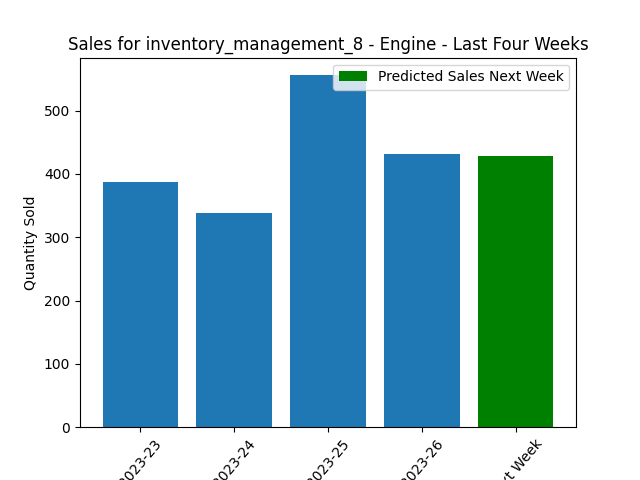 Sales for inventory_management_8 - Engine - Last Four Weeks
Predicted Sales Next Week
Quantity Sold
500
400
300
200
100
0
2023-23
2023-24
2023-25
2023-26
Week